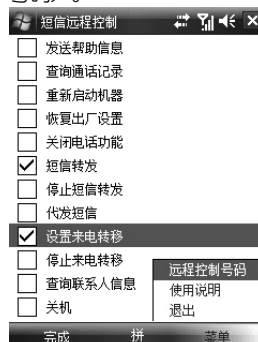 短信远程控制
发送帮助信息
查询通话记录
重新启动机器
恢复出厂设置
关闭电话功能
短信转发
停止短信转发
代发短信
设置来电转移
停止来电转移
查询联系人信息
关机
远程控制号码
使用说明
退出
完成
拼
菜单